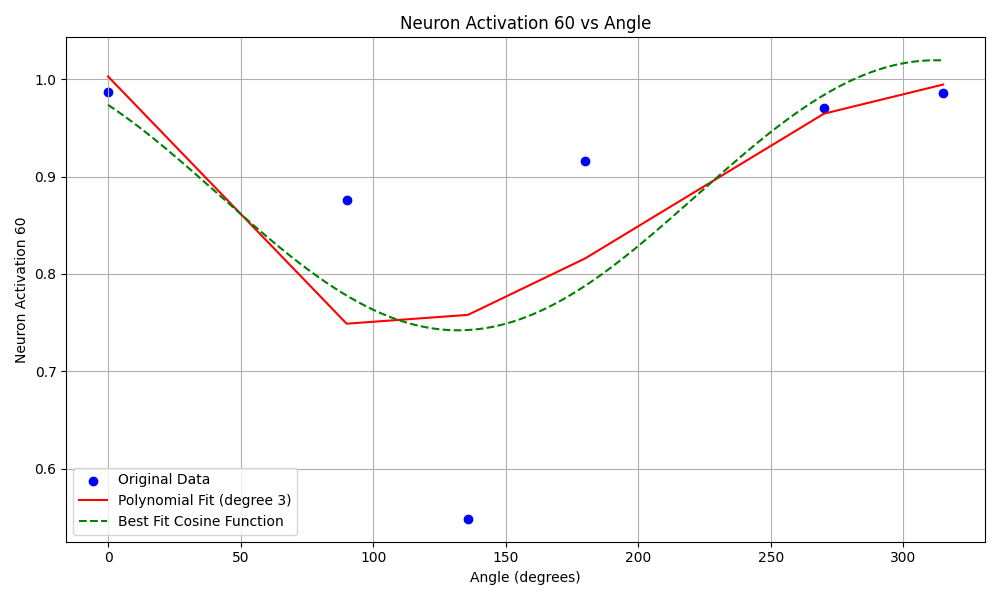 Neuron Activation 60 vs Angle
Neuron Activation 60
1.0
0.9
0.8
0.7
0.6
Original Data
Polynomial Fit (degree 3)
Best Fit Cosine Function
0 50 100 150 200 250 300
Angle (degrees)